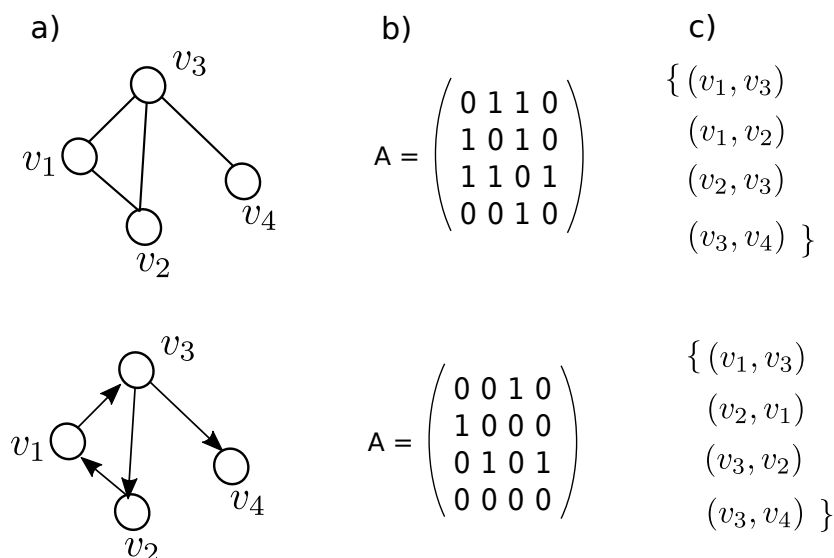 a) b) c)
v₃
v₁
v₂
v₄
A =
0 1 1 0
1 0 1 0
1 1 0 1
0 0 1 0
{ (v₁, v₃)
(v₁, v₂)
(v₂, v₃)
(v₃, v₄) }
v₃
v₁
v₂
v₄
A =
0 0 1 0
1 0 0 0
0 1 0 1
0 0 0 0
{ (v₁, v₃)
(v₂, v₁)
(v₃, v₂)
(v₃, v₄) }